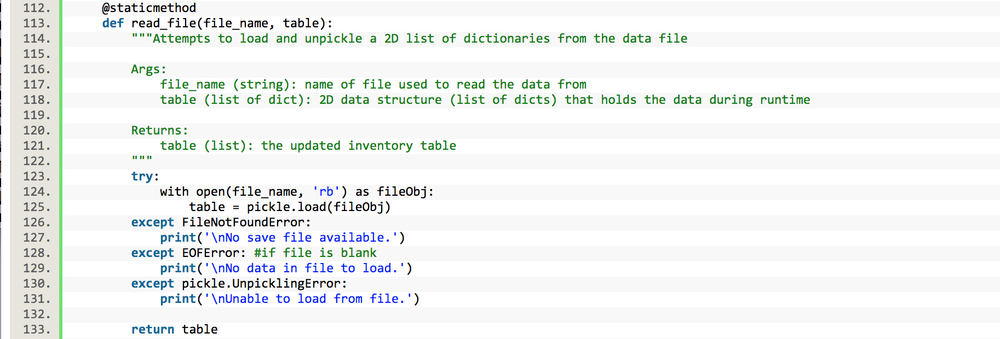 112.        @staticmethod
113.        def read_file(file_name, table):
114.            """Attempts to load and unpickle a 2D list of dictionaries from the data file
115.
116.            Args:
117.                file_name (string): name of file used to read the data from
118.                table (list of dict): 2D data structure (list of dicts) that holds the data during runtime
119.
120.            Returns:
121.                table (list): the updated inventory table
122.            """
123.            try:
124.                with open(file_name, 'rb') as fileObj:
125.                    table = pickle.load(fileObj)
126.            except FileNotFoundError:
127.                print('\nNo save file available.')
128.            except EOFError: #if file is blank
129.                print('\nNo data in file to load.')
130.            except pickle.UnpicklingError:
131.                print('\nUnable to load from file.')
132.
133.            return table